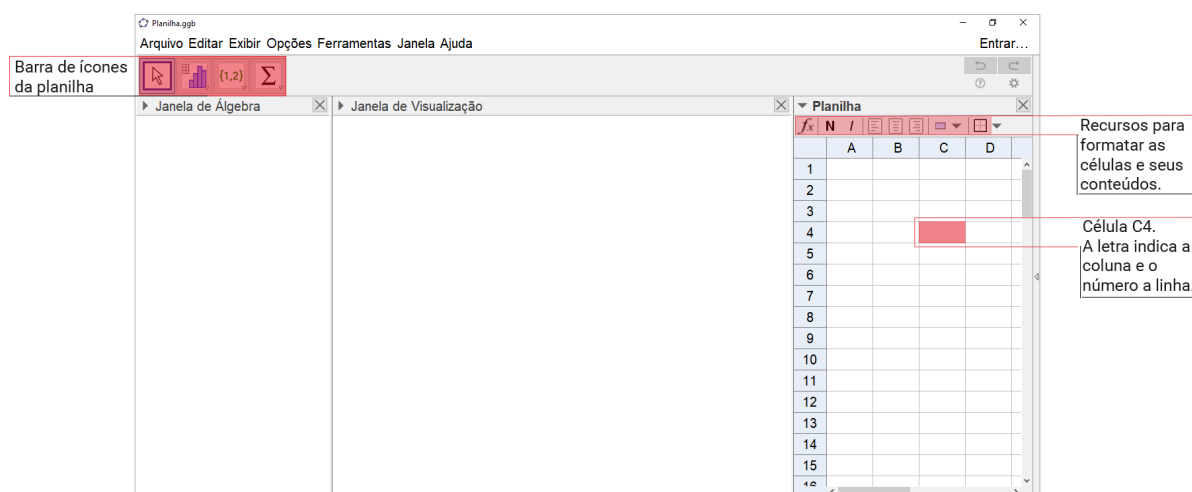 Planilha.ggb
Arquivo Editar Exibir Opções Ferramentas Janela Ajuda
Entrar...
Barra de ícones
da planilha
{1,2}
Σ
Janela de Álgebra
Janela de Visualização
Planilha
fx N I
A B C D
1
2
3
4
5
6
7
8
9
10
11
12
13
14
15
16
Recursos para
formatar as
células e seus
conteúdos.
Célula C4.
A letra indica a
coluna e o
número a linha.